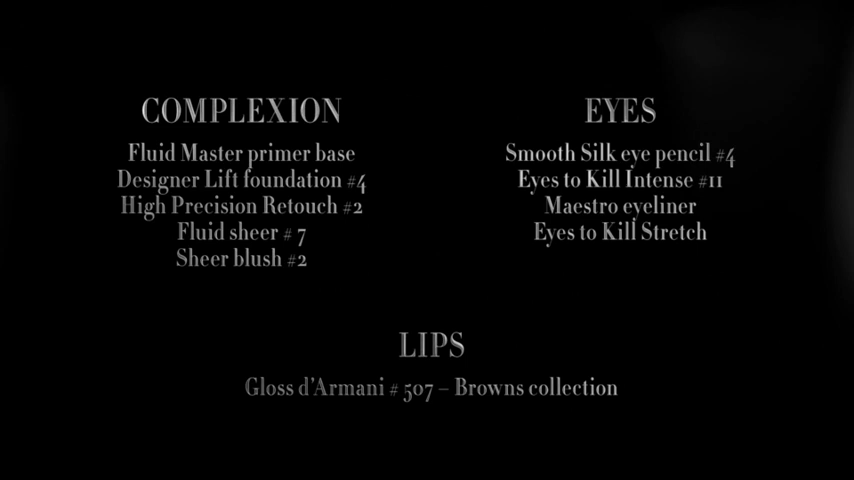 COMPLEXION
Fluid Master primer base
Designer Lift foundation #4
High Precision Retouch #2
Fluid sheer # 7
Sheer blush #2
EYES
Smooth Silk eye pencil #4
Eyes to Kill Intense #11
Maestro eyeliner
Eyes to Kill Stretch
LIPS
Gloss d'Armani # 507 – Browns collection